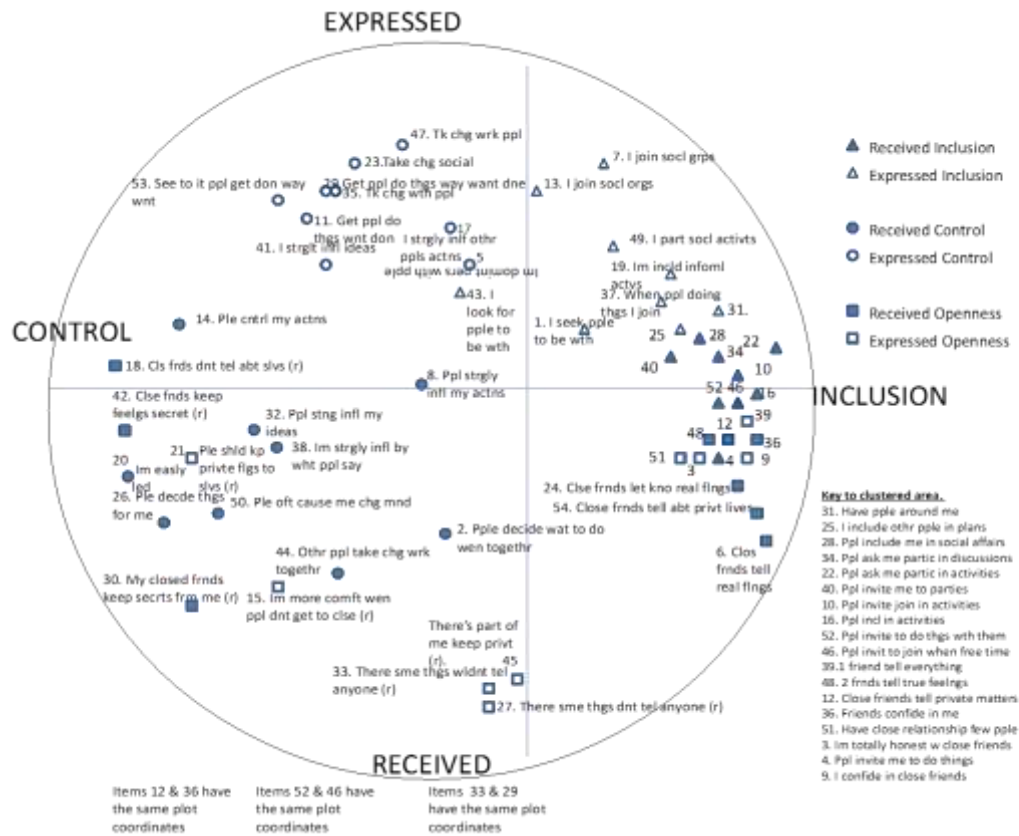 EXPRESSED
47. Tk chg wrk ppl
23.Take chg social
7. I join socl grps
53. See to it ppl get don way
wnt
29 Get ppl do thgs way want dne
35. Tk chg wth ppl
13. I join socl orgs
11. Get ppl do
thgs wnt don
17
I strgly infl othr
ppls actns
41. I strglt infl ideas
5
Im domint pers with pple
49. I part socl activts
19. Im incld infoml
actvs
43. I
look for
pple to
be wth
37. When ppl doing
thgs I join
31.
1. I seek pple
to be wth
25
28
22
34
40
10
CONTROL
14. Ple cntrl my actns
18. Cls frds dnt tel abt slvs (r)
8. Ppl strgly
infl my actns
52 46
16
INCLUSION
42. Clse frnds keep
feelgs secret (r)
32. Ppl stng infl my
ideas
39
12
48
36
38. Im strgly infl by
wht ppl say
21
Ple shld kp
privte flgs to
slvs (r)
20
Im easly
led
51
3
4
9
24. Clse frnds let kno real flngs
26. Ple decde thgs
for me
50. Ple oft cause me chg mnd
54. Close frnds tell abt privt lives
2. Pple decide wat to do
wen togethr
44. Othr ppl take chg wrk
togethr
6. Clos
frnds tell
real flngs
30. My closed frnds
keep secrts frm me (r)
15. Im more comft wen
ppl dnt get to clse (r)
There's part of
me keep privt
(r).
45
33. There sme thgs wldnt tel
anyone (r)
27. There sme thgs dnt tel anyone (r)
RECEIVED
Received Inclusion
Expressed Inclusion
Received Control
Expressed Control
Received Openness
Expressed Openness
Key to clustered area.
31. Have pple around me
25. I include othr pple in plans
28. Ppl include me in social affairs
34. Ppl ask me partic in discussions
22. Ppl ask me partic in activities
40. Ppl invite me to parties
10. Ppl invite join in activities
16. Ppl incl in activities
52. Ppl invite to do thgs wth them
46. Ppl invit to join when free time
39.1 friend tell everything
48. 2 frnds tell true feelngs
12. Close friends tell private matters
36. Friends confide in me
51. Have close relationship few pple
3. Im totally honest w close friends
4. Ppl invite me to do things
9. I confide in close friends
Items 12 & 36 have
the same plot
coordinates
Items 52 & 46 have
the same plot
coordinates
Items 33 & 29
have the same plot
coordinates